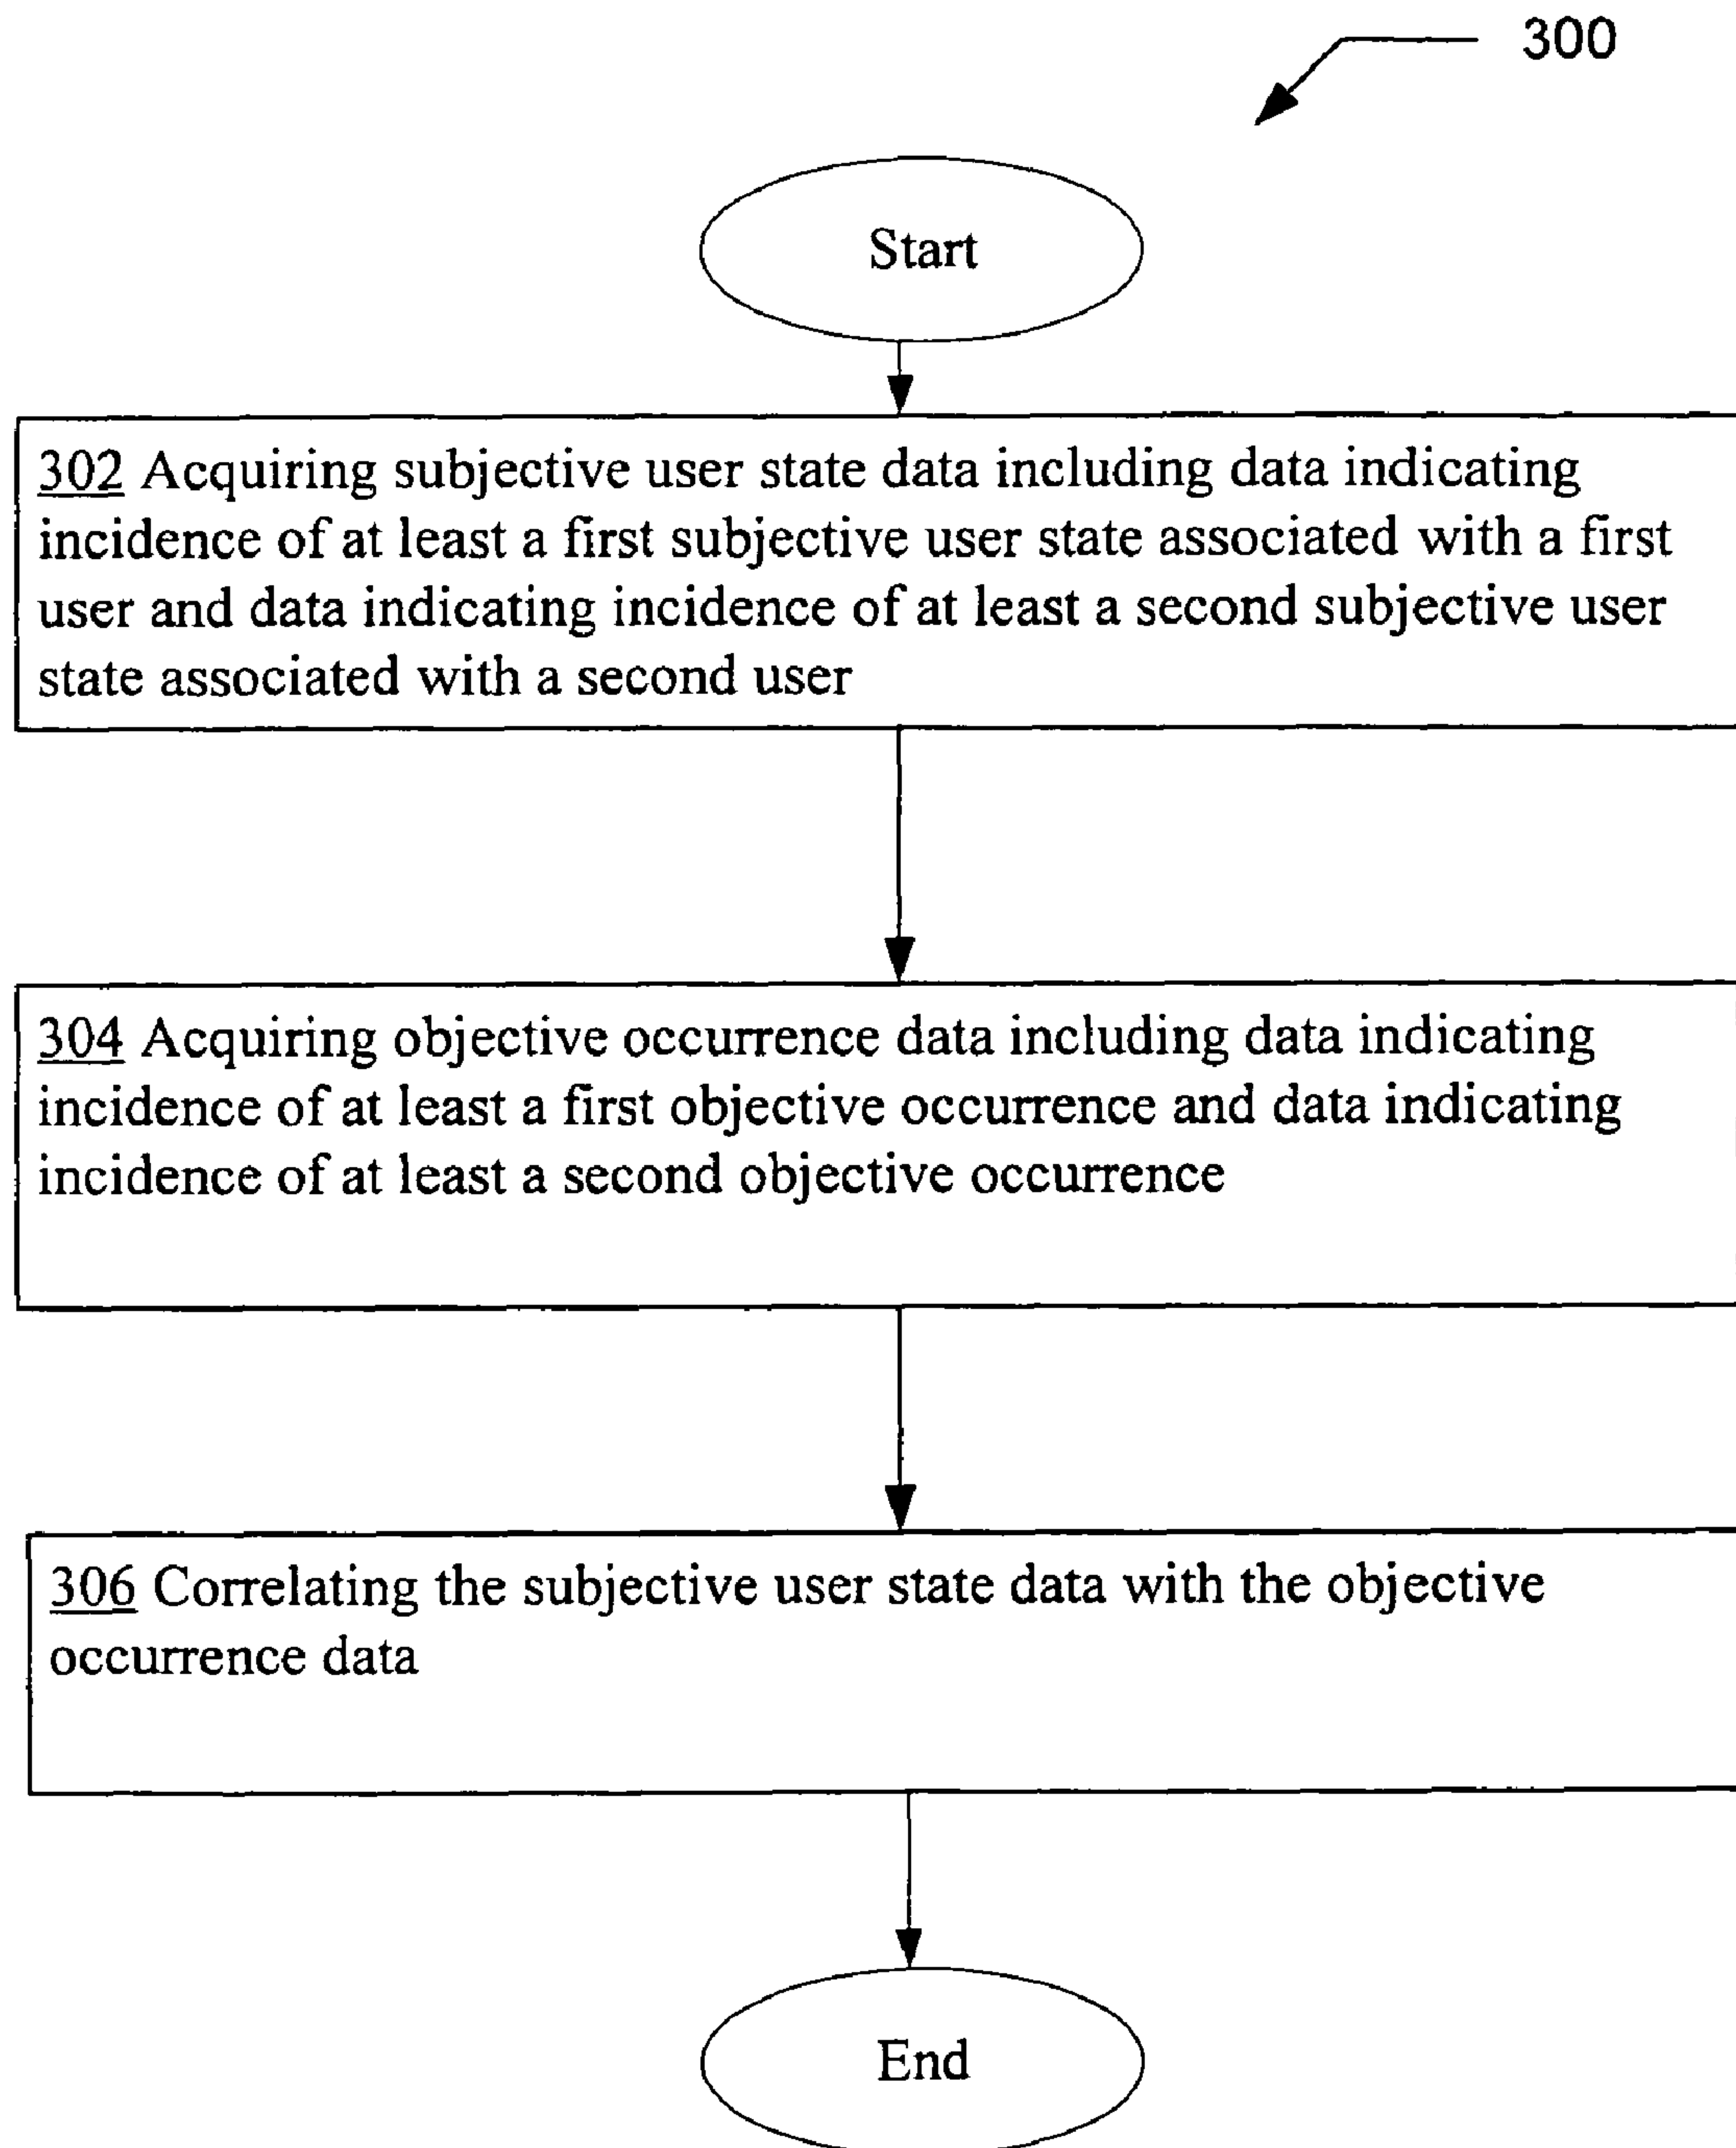 300
Start
302 Acquiring subjective user state data including data indicating
incidence of at least a first subjective user state associated with a first
user and data indicating incidence of at least a second subjective user
state associated with a second user
304 Acquiring objective occurrence data including data indicating
incidence of at least a first objective occurrence and data indicating
incidence of at least a second objective occurrence
306 Correlating the subjective user state data with the objective
occurrence data
End